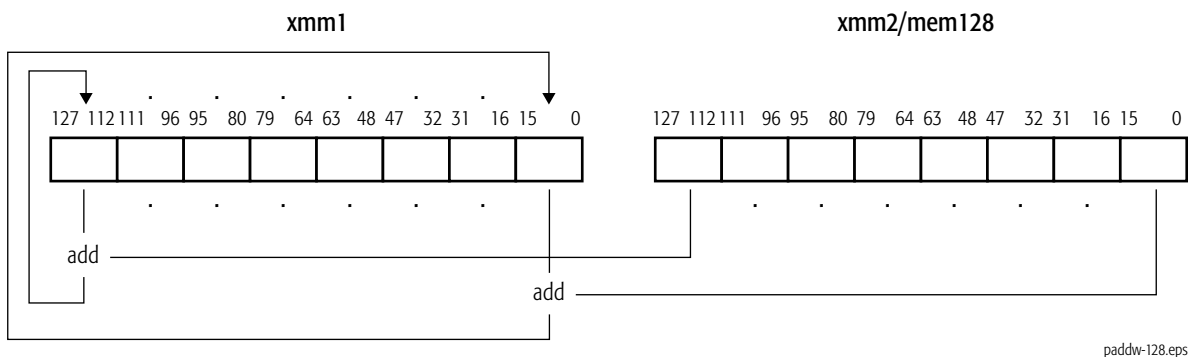 xmm1 xmm2/mem128
. . . . . .
127 112 111 96 95 80 79 64 63 48 47 32 31 16 15 0 127 112 111 96 95 80 79 64 63 48 47 32 31 16 15 0
. . . . . . . . . . . .
add
add
paddw-128.eps